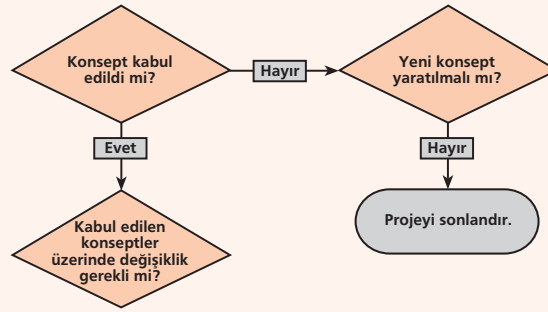 Konsept kabul
edildi mi?
Hayır
Yeni konsept
yaratılmalı mı?
Evet
Hayır
Kabul edilen
konseptler
üzerinde değişiklik
gerekli mi?
Projeyi sonlandır.